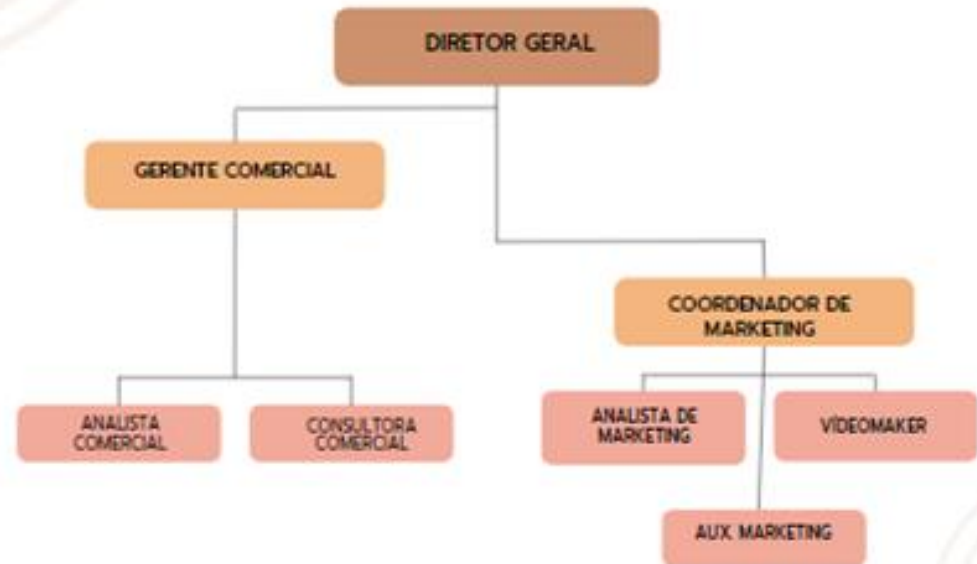 DIRETOR GERAL
GERENTE COMERCIAL
COORDENADOR DE
MARKETING
ANALISTA
COMERCIAL
CONSULTORA
COMERCIAL
ANALISTA DE
MARKETING
VÍDEOMAKER
AUX. MARKETING